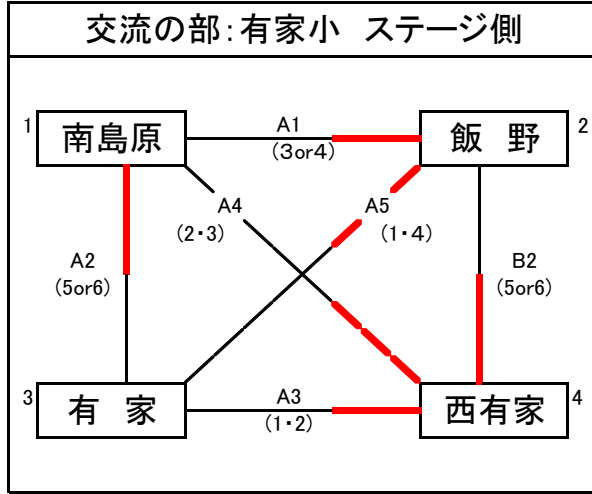 交流の部:有家小 ステージ側
1 南島原
A1
(3or4)
飯 野 2
A4
(2・3)
A5
(1・4)
A2
(5or6)
B2
(5or6)
3 有 家
A3
(1・2)
西有家 4